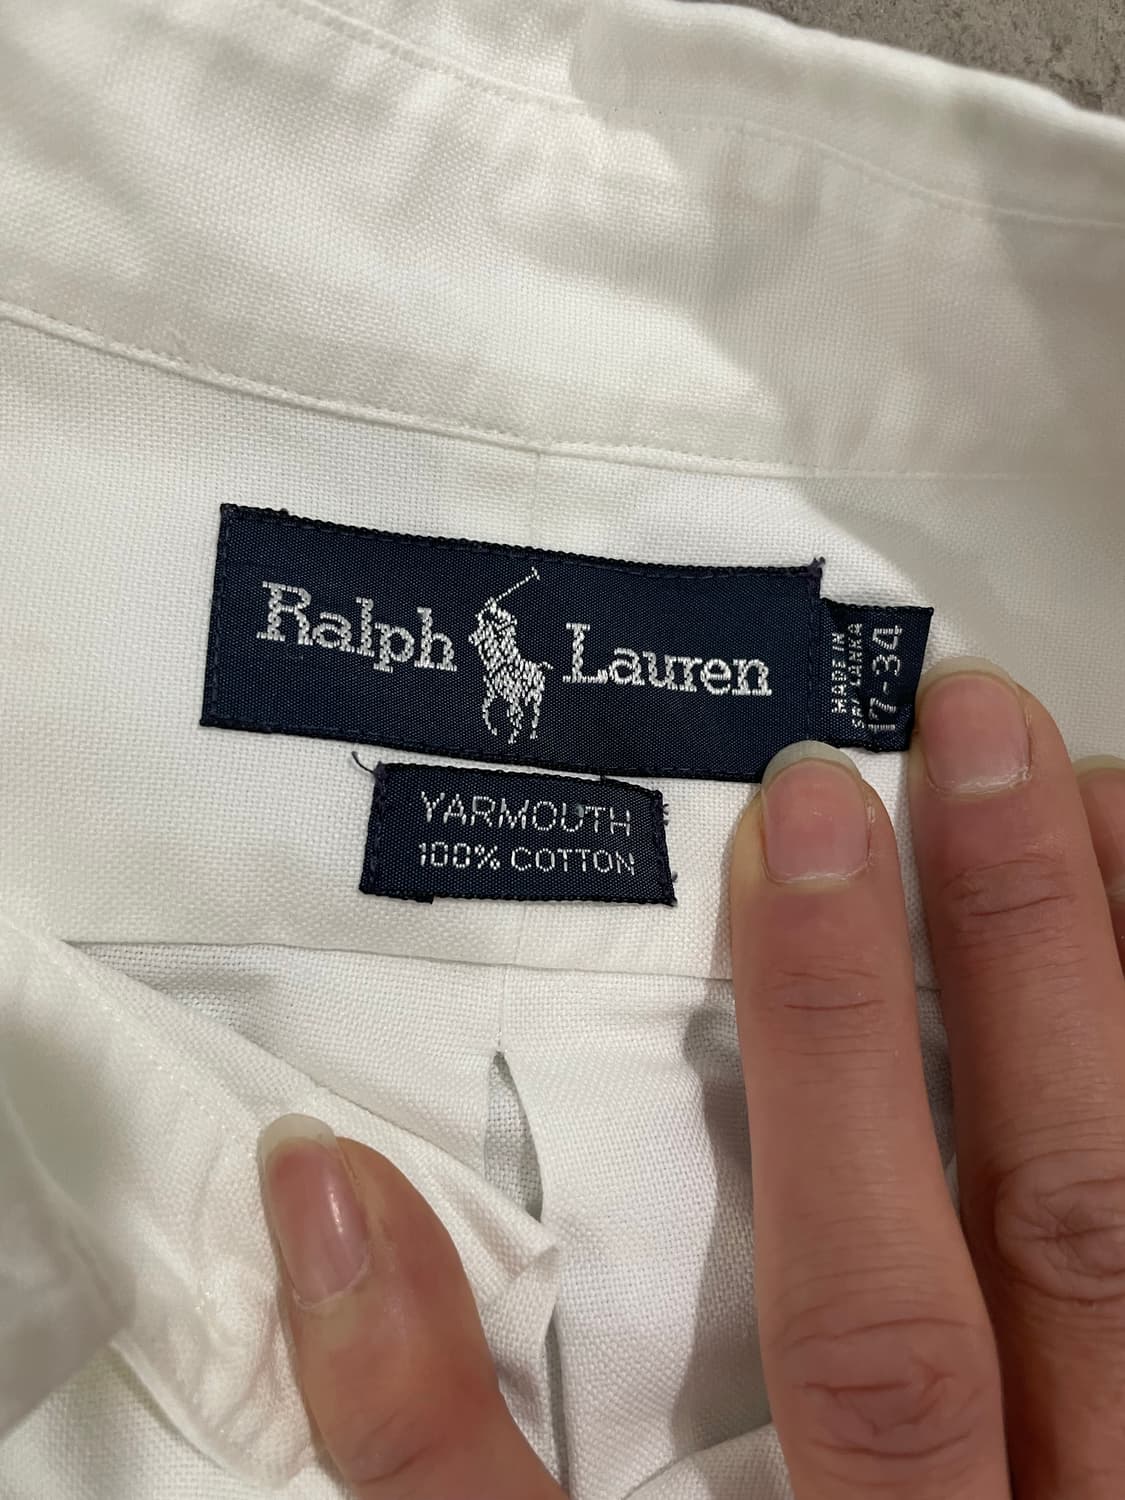 Ralph Lauren
MADE IN
SRI LANKA
17-34
YARMOUTH
100% COTTON